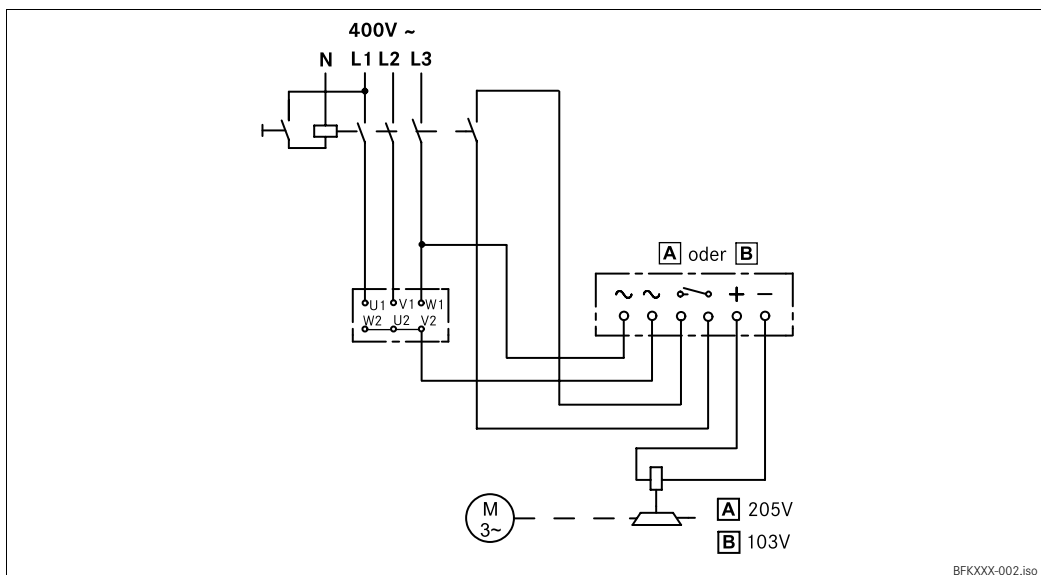 400V ~
N L1 L2 L3
A oder B
U1 V1 W1
W2 U2 V2
+ −
M
3~
A 205V
B 103V
BFKXXX-002.iso